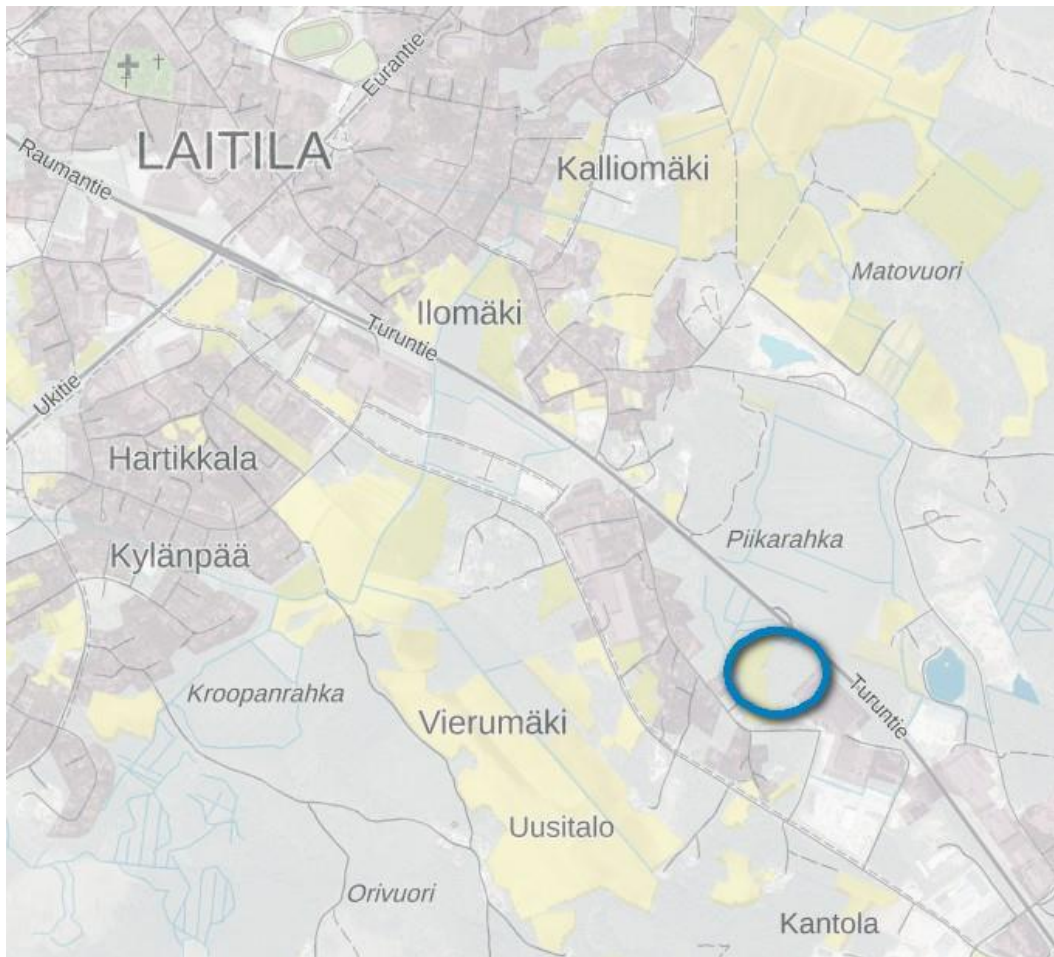 Eurantie
LAITILA
Raumantie
Kalliomäki
Matovuori
Ilomäki
Turuntie
Ukitie
Hartikkala
Piikarahka
Kylänpää
Kroopanrahka
Vierumäki
Turuntie
Uusitalo
Orivuori
Kantola